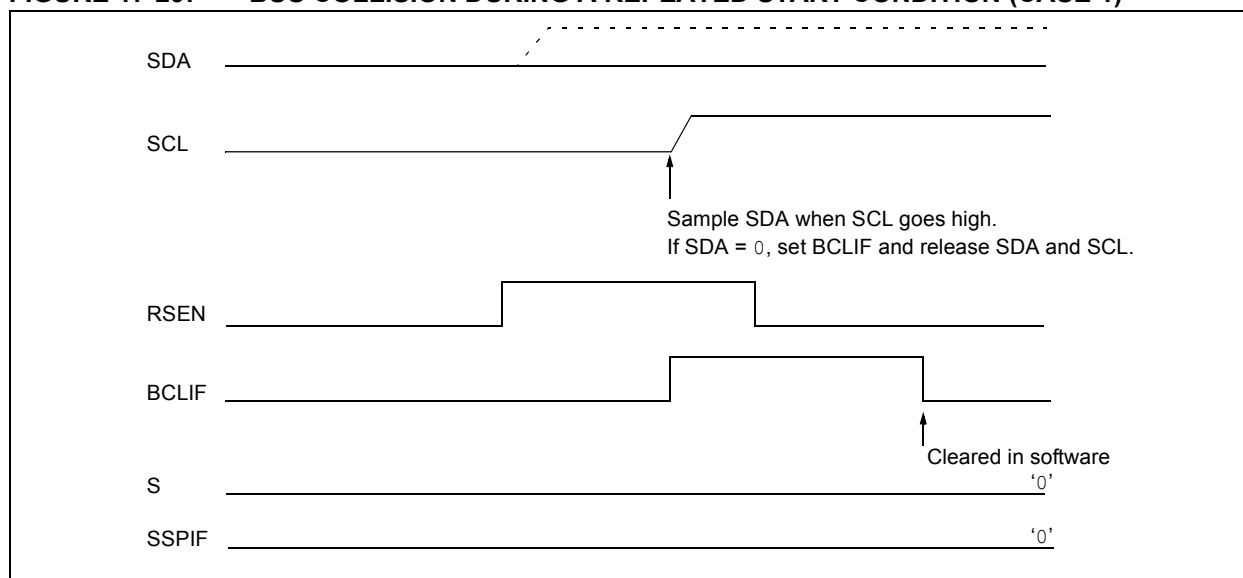 SDA
SCL
Sample SDA when SCL goes high.
If SDA = 0, set BCLIF and release SDA and SCL.
RSEN
BCLIF
Cleared in software
S
‘0’
SSPIF
‘0’